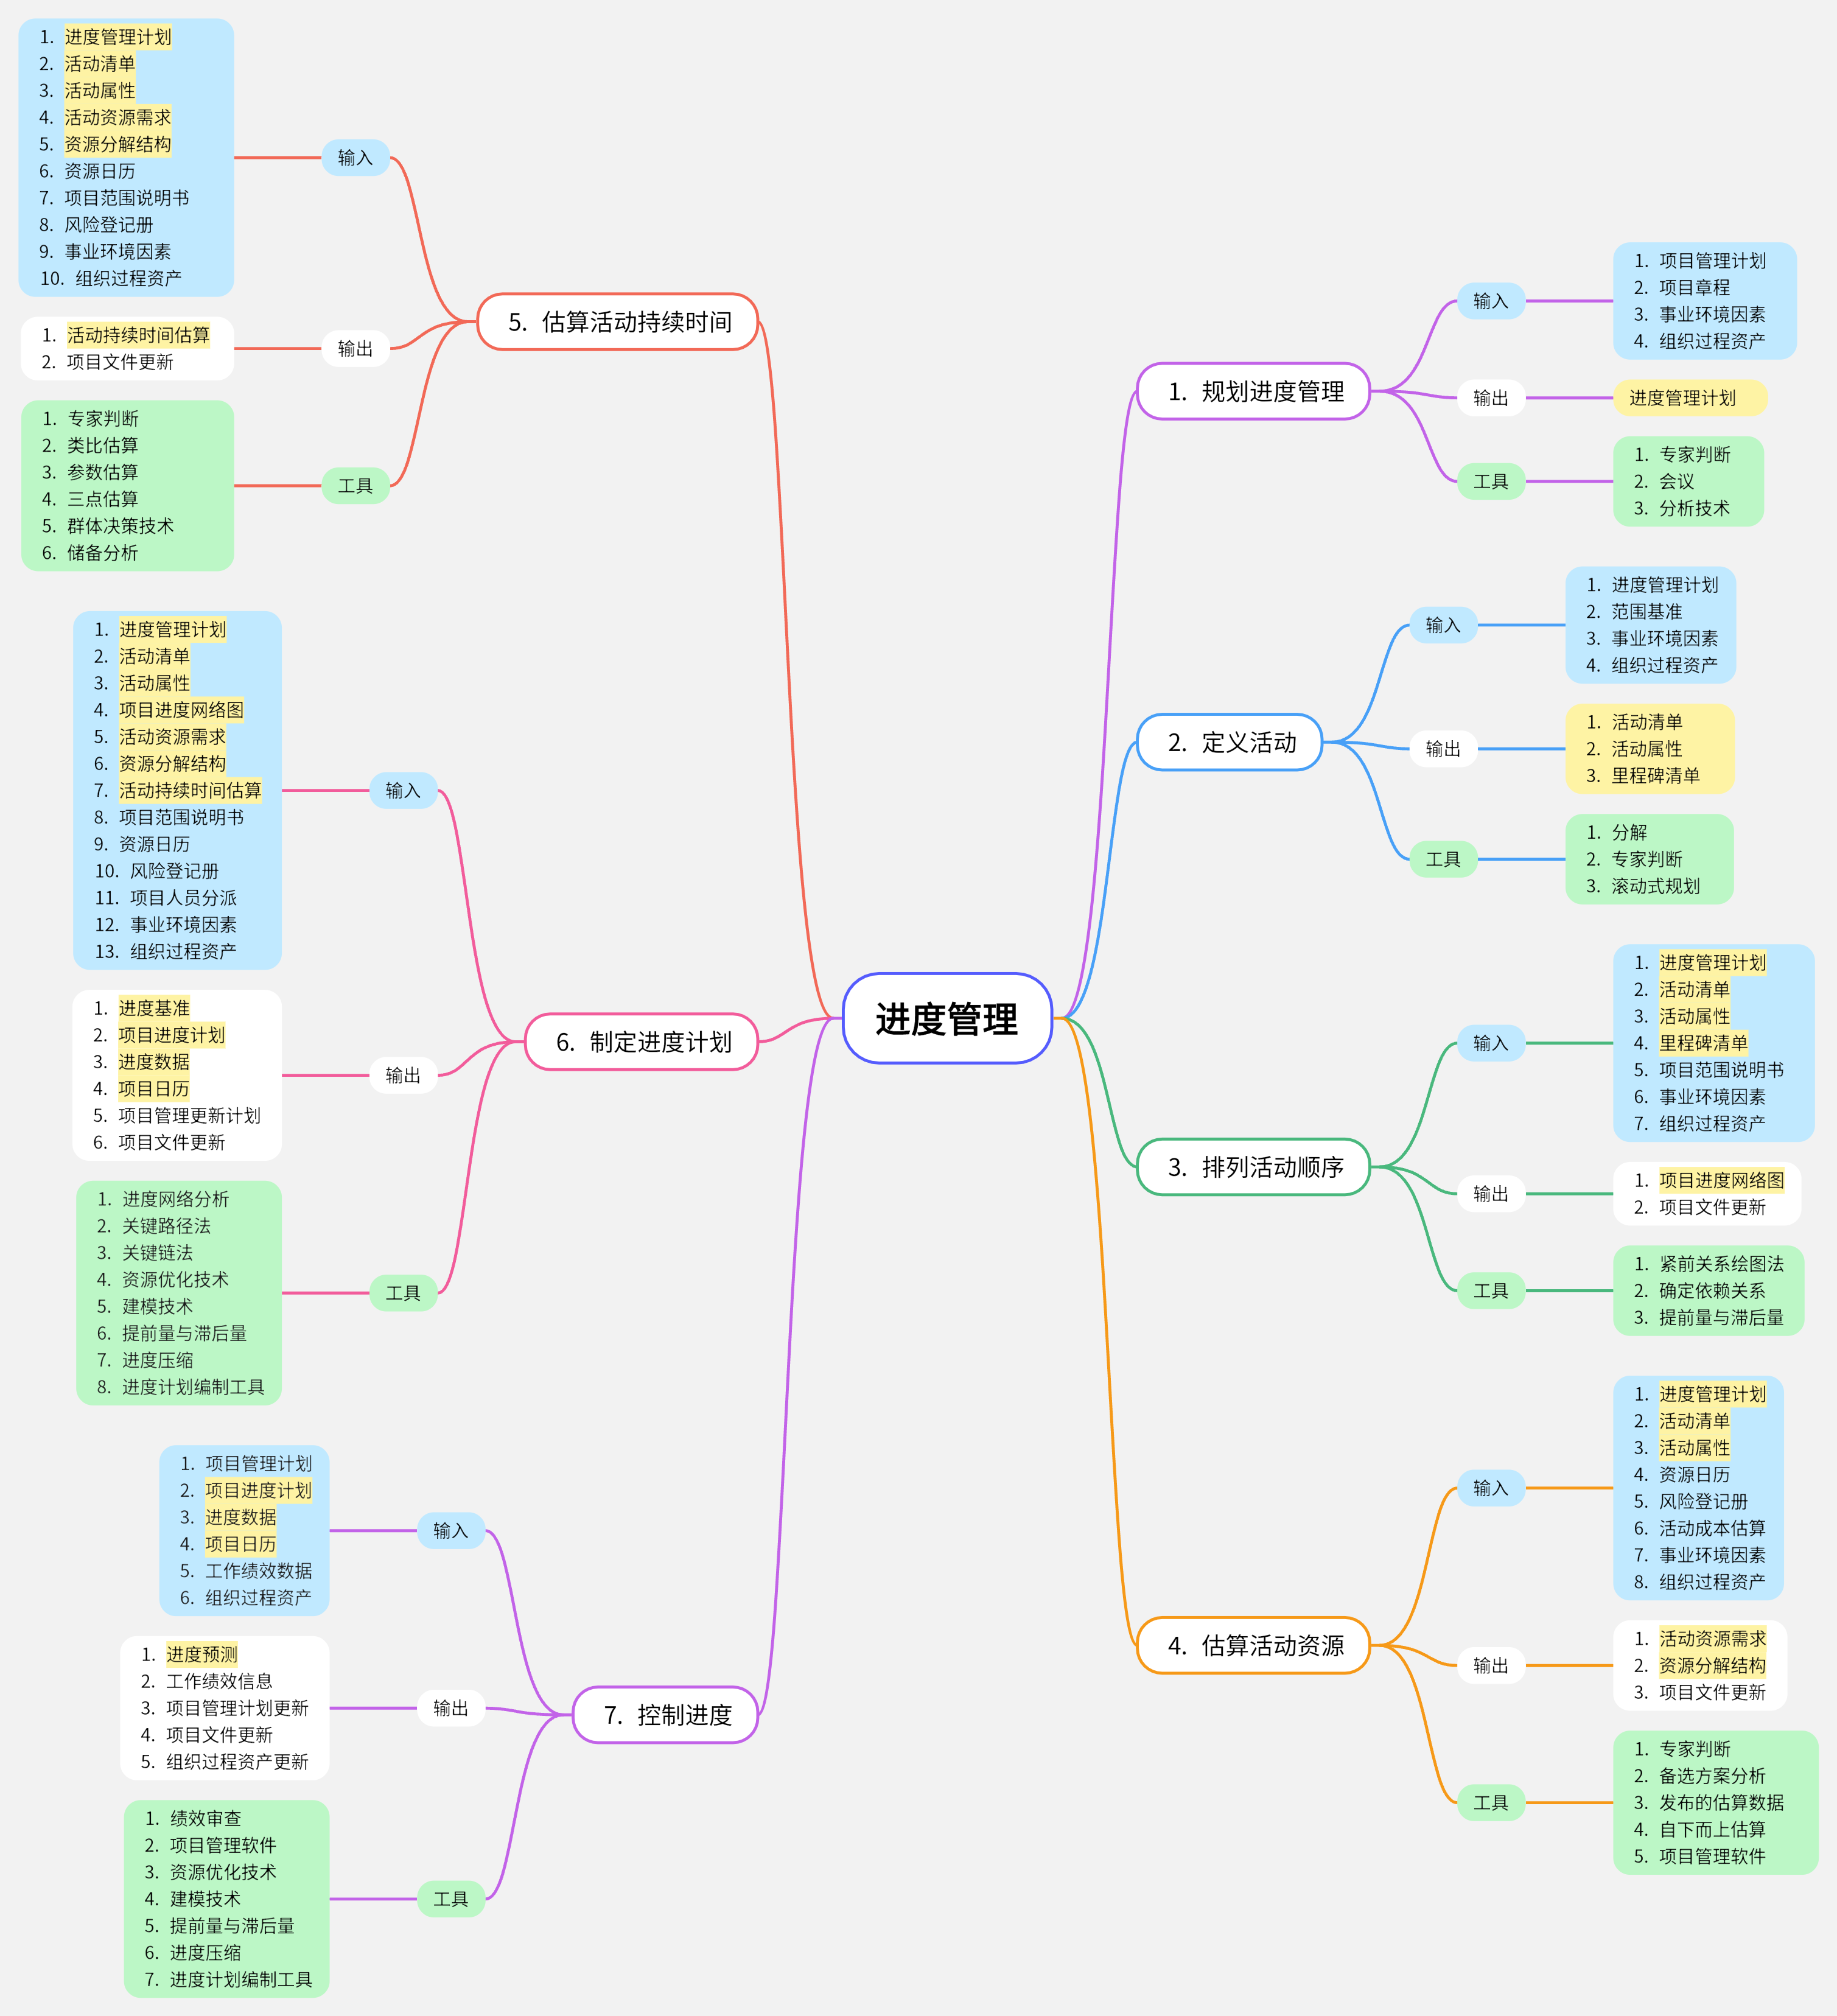 进度管理
1. 规划进度管理
输入
1. 项目管理计划
2. 项目章程
3. 事业环境因素
4. 组织过程资产
输出
进度管理计划
工具
1. 专家判断
2. 会议
3. 分析技术
2. 定义活动
输入
1. 进度管理计划
2. 范围基准
3. 事业环境因素
4. 组织过程资产
输出
1. 活动清单
2. 活动属性
3. 里程碑清单
工具
1. 分解
2. 专家判断
3. 滚动式规划
3. 排列活动顺序
输入
1. 进度管理计划
2. 活动清单
3. 活动属性
4. 里程碑清单
5. 项目范围说明书
6. 事业环境因素
7. 组织过程资产
输出
1. 项目进度网络图
2. 项目文件更新
工具
1. 紧前关系绘图法
2. 确定依赖关系
3. 提前量与滞后量
4. 估算活动资源
输入
1. 进度管理计划
2. 活动清单
3. 活动属性
4. 资源日历
5. 风险登记册
6. 活动成本估算
7. 事业环境因素
8. 组织过程资产
输出
1. 活动资源需求
2. 资源分解结构
3. 项目文件更新
工具
1. 专家判断
2. 备选方案分析
3. 发布的估算数据
4. 自下而上估算
5. 项目管理软件
5. 估算活动持续时间
输入
1. 进度管理计划
2. 活动清单
3. 活动属性
4. 活动资源需求
5. 资源分解结构
6. 资源日历
7. 项目范围说明书
8. 风险登记册
9. 事业环境因素
10. 组织过程资产
输出
1. 活动持续时间估算
2. 项目文件更新
工具
1. 专家判断
2. 类比估算
3. 参数估算
4. 三点估算
5. 群体决策技术
6. 储备分析
6. 制定进度计划
输入
1. 进度管理计划
2. 活动清单
3. 活动属性
4. 项目进度网络图
5. 活动资源需求
6. 资源分解结构
7. 活动持续时间估算
8. 项目范围说明书
9. 资源日历
10. 风险登记册
11. 项目人员分派
12. 事业环境因素
13. 组织过程资产
输出
1. 进度基准
2. 项目进度计划
3. 进度数据
4. 项目日历
5. 项目管理更新计划
6. 项目文件更新
工具
1. 进度网络分析
2. 关键路径法
3. 关键链法
4. 资源优化技术
5. 建模技术
6. 提前量与滞后量
7. 进度压缩
8. 进度计划编制工具
7. 控制进度
输入
1. 项目管理计划
2. 项目进度计划
3. 进度数据
4. 项目日历
5. 工作绩效数据
6. 组织过程资产
输出
1. 进度预测
2. 工作绩效信息
3. 项目管理计划更新
4. 项目文件更新
5. 组织过程资产更新
工具
1. 绩效审查
2. 项目管理软件
3. 资源优化技术
4. 建模技术
5. 提前量与滞后量
6. 进度压缩
7. 进度计划编制工具